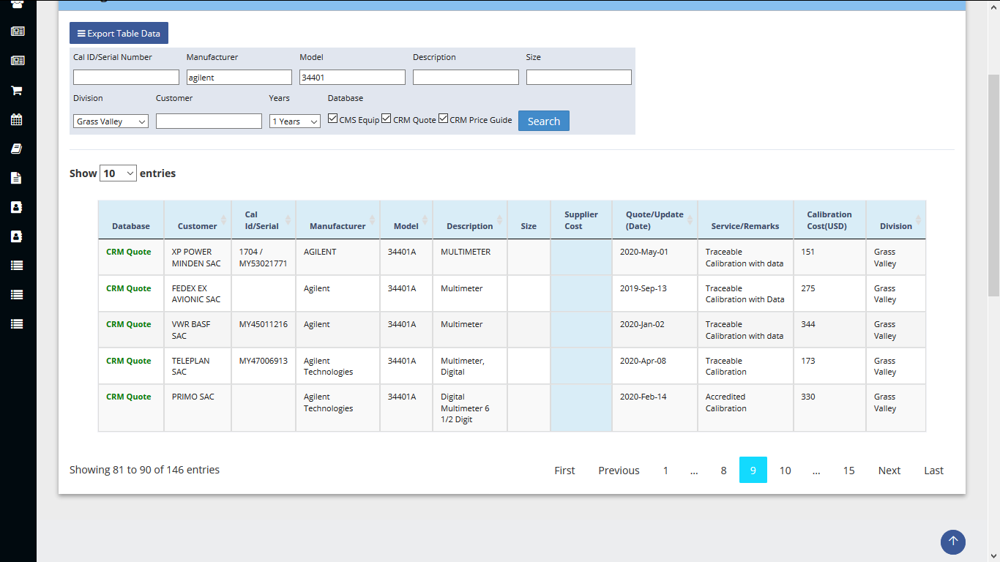 Export Table Data
Cal ID/Serial Number Manufacturer Model Description Size
agilent 34401
Division Customer Years Database
Grass Valley 1 Years CMS Equip CRM Quote CRM Price Guide Search
Show 10 entries
Database Customer Cal Id/Serial Manufacturer Model Description Size Supplier Cost Quote/Update (Date) Service/Remarks Calibration Cost(USD) Division
CRM Quote XP POWER MINDEN SAC 1704 / MY53021771 AGILENT 34401A MULTIMETER 2020-May-01 Traceable Calibration with data 151 Grass Valley
CRM Quote FEDEX EX AVIONIC SAC Agilent 34401A Multimeter 2019-Sep-13 Traceable Calibration with Data 275 Grass Valley
CRM Quote VWR BASF SAC MY45011216 Agilent 34401A Multimeter 2020-Jan-02 Traceable Calibration with data 344 Grass Valley
CRM Quote TELEPLAN SAC MY47006913 Agilent Technologies 34401A Multimeter, Digital 2020-Apr-08 Traceable Calibration 173 Grass Valley
CRM Quote PRIMO SAC Agilent Technologies 34401A Digital Multimeter 6 1/2 Digit 2020-Feb-14 Accredited Calibration 330 Grass Valley
Showing 81 to 90 of 146 entries First Previous 1 ... 8 9 10 ... 15 Next Last